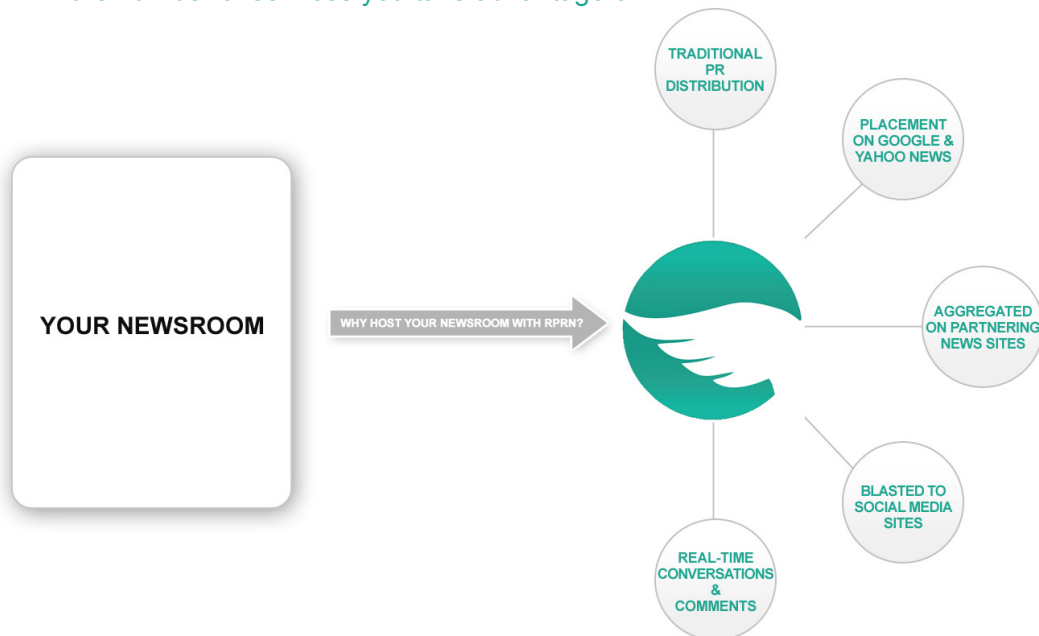 you
TRADITIONAL
PR
DISTRIBUTION
PLACEMENT
ON GOOGLE &
YAHOO NEWS
YOUR NEWSROOM
WHY HOST YOUR NEWSROOM WITH RPRN?
AGGREGATED
ON PARTNERING
NEWS SITES
BLASTED TO
SOCIAL MEDIA
SITES
REAL-TIME
CONVERSATIONS
&
COMMENTS